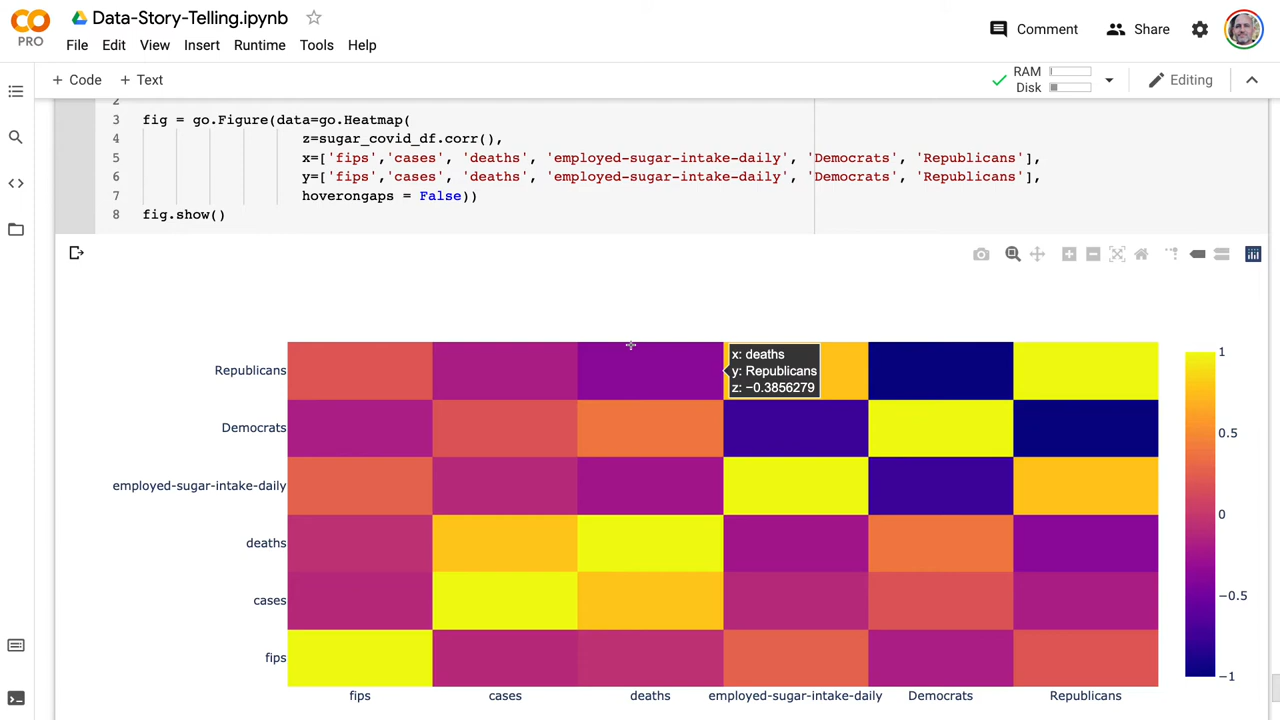 Data-Story-Telling.ipynb
PRO
File Edit View Insert Runtime Tools Help
Comment Share
+ Code + Text
RAM
Disk
Editing
2
3 fig = go.Figure(data=go.Heatmap(
4 z=sugar_covid_df.corr(),
5 x=['fips','cases', 'deaths', 'employed-sugar-intake-daily', 'Democrats', 'Republicans'],
6 y=['fips','cases', 'deaths', 'employed-sugar-intake-daily', 'Democrats', 'Republicans'],
7 hoverongaps = False))
8 fig.show()
Republicans
Democrats
employed-sugar-intake-daily
deaths
cases
fips
x: deaths
y: Republicans
z: −0.3856279
1
0.5
0
−0.5
−1
fips cases deaths employed-sugar-intake-daily Democrats Republicans